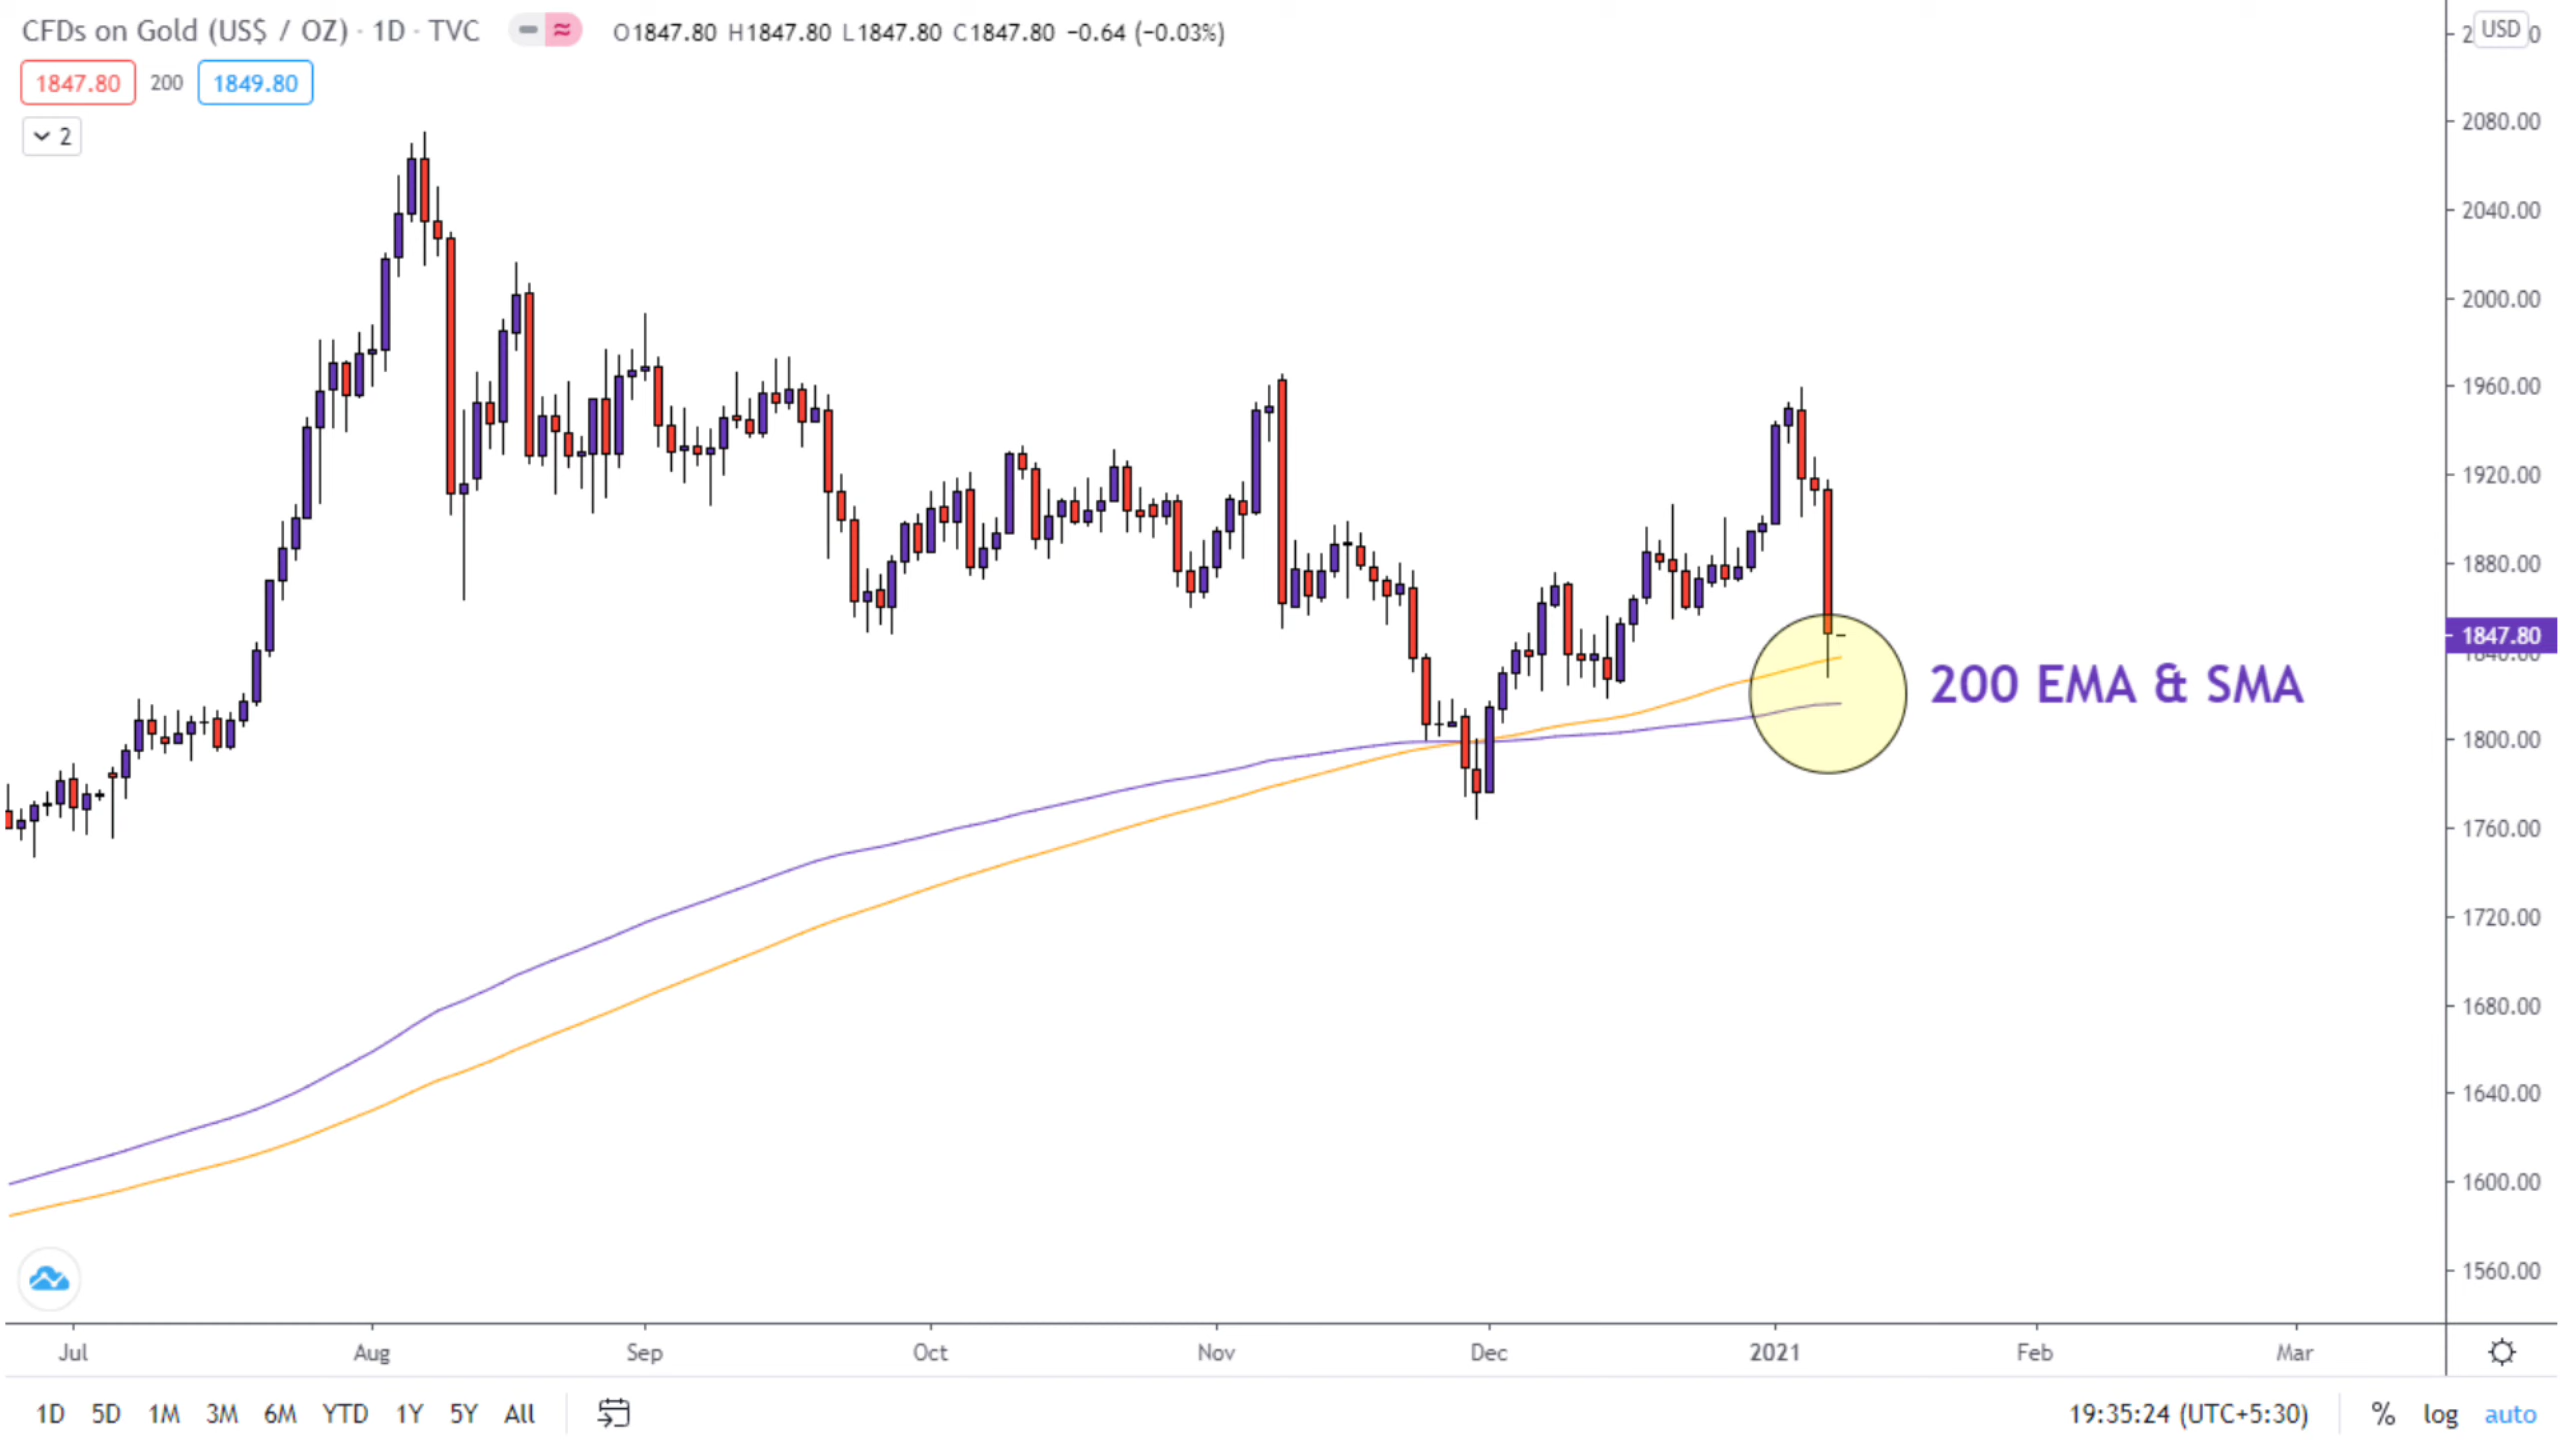 CFDs on Gold (US$ / OZ) · 1D · TVC O1847.80 H1847.80 L1847.80 C1847.80 −0.64 (−0.03%)
1847.80 200 1849.80
2
USD
2080.00
2040.00
2000.00
1960.00
1920.00
1880.00
1847.80
1840.00
200 EMA & SMA
1800.00
1760.00
1720.00
1680.00
1640.00
1600.00
1560.00
Jul Aug Sep Oct Nov Dec 2021 Feb Mar
1D 5D 1M 3M 6M YTD 1Y 5Y All 19:35:24 (UTC+5:30) % log auto